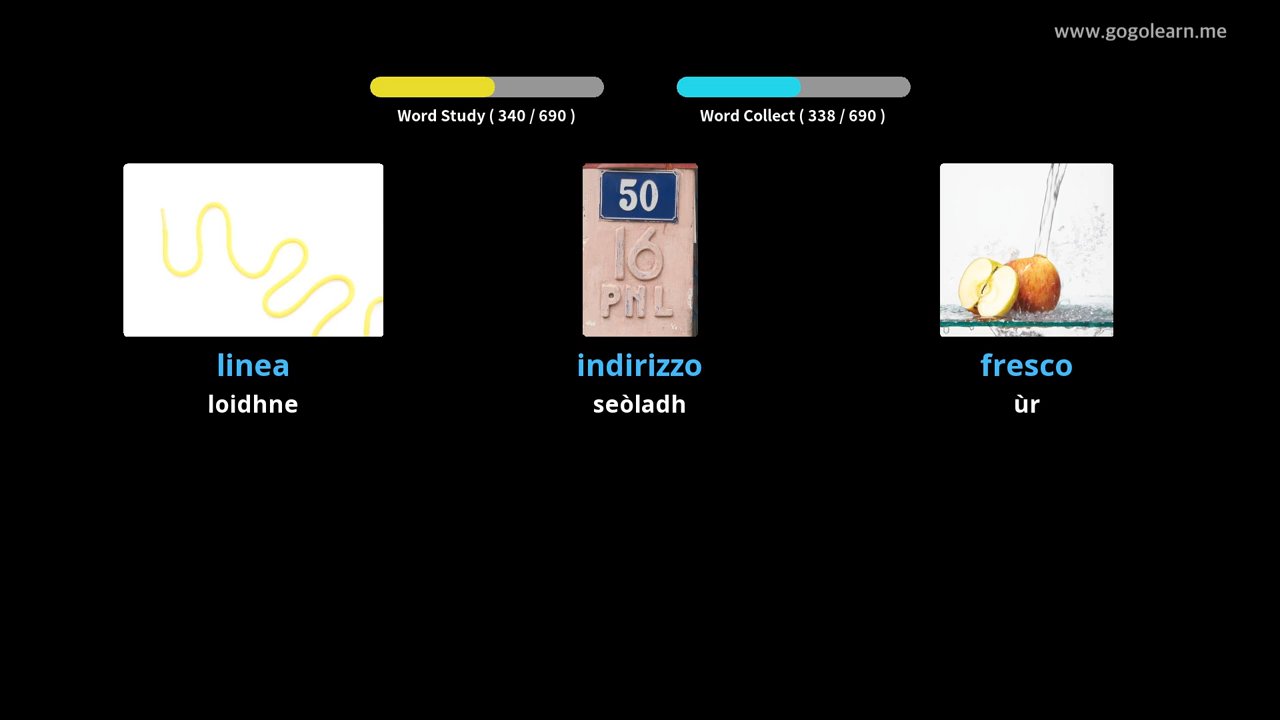 www.gogolearn.me
Word Study ( 340 / 690 )
Word Collect ( 338 / 690 )
50
16
PNL
linea
indirizzo
fresco
loidhne
seòladh
ùr